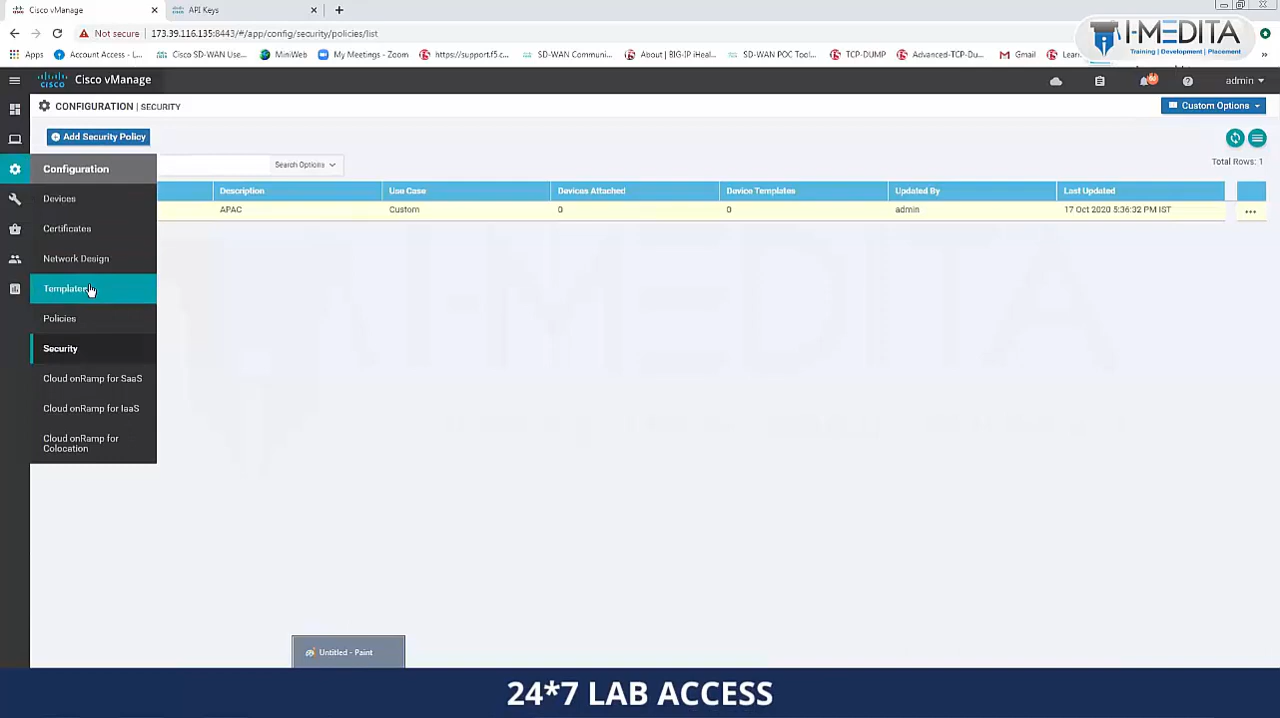 Cisco vManage
API Keys
Not secure
173.39.116.135:8443/#/app/config/security/policies/list
I-MEDITA
Training | Development | Placement
Apps
Account Access - L...
Cisco SD-WAN Use...
MiniWeb
My Meetings - Zoom
https://support.f5.c...
SD-WAN Communi...
About | BIG-IP iHeal...
SD-WAN POC Tool...
TCP-DUMP
Advanced-TCP-Du...
Gmail
Learn
Cisco vManage
admin
CONFIGURATION | SECURITY
Custom Options
Add Security Policy
Search Options
Total Rows: 1
Description
Use Case
Devices Attached
Device Templates
Updated By
Last Updated
APAC
Custom
0
0
admin
17 Oct 2020 5:36:32 PM IST
Configuration
Devices
Certificates
Network Design
Templates
Policies
Security
Cloud onRamp for SaaS
Cloud onRamp for IaaS
Cloud onRamp for
Colocation
Untitled - Paint
24*7 LAB ACCESS